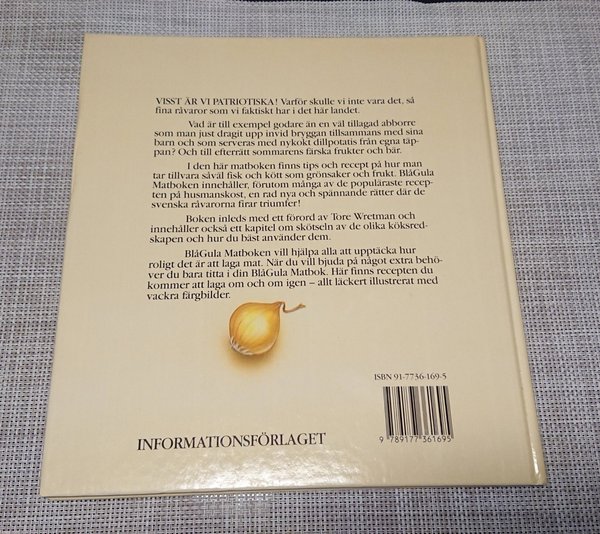 VISST ÄR VI PATRIOTISKA! Varför skulle vi inte vara det, så
fina råvaror som vi faktiskt har i det här landet.
Vad är till exempel godare än en väl tillagad abborre
som man just dragit upp invid bryggan tillsammans med sina
barn och som serveras med nykokt dillpotatis från egna täp-
pan? Och till efterrätt sommarens färska frukter och bär.
I den här matboken finns tips och recept på hur man
tar tillvara såväl fisk och kött som grönsaker och frukt. BlåGula
Matboken innehåller, förutom många av de populäraste recep-
ten på husmanskost, en rad nya och spännande rätter där de
svenska råvarorna firar triumfer!
Boken inleds med ett förord av Tore Wretman och
innehåller också ett kapitel om skötseln av de olika köksred-
skapen och hur du bäst använder dem.
BlåGula Matboken vill hjälpa alla att upptäcka hur
roligt det är att laga mat. När du vill bjuda på något extra behö-
ver du bara titta i din BlåGula Matbok. Här finns recepten du
kommer att laga om och om igen – allt läckert illustrerat med
vackra färgbilder.
ISBN 91-7736-169-5
9 789177 361695
INFORMATIONSFÖRLAGET